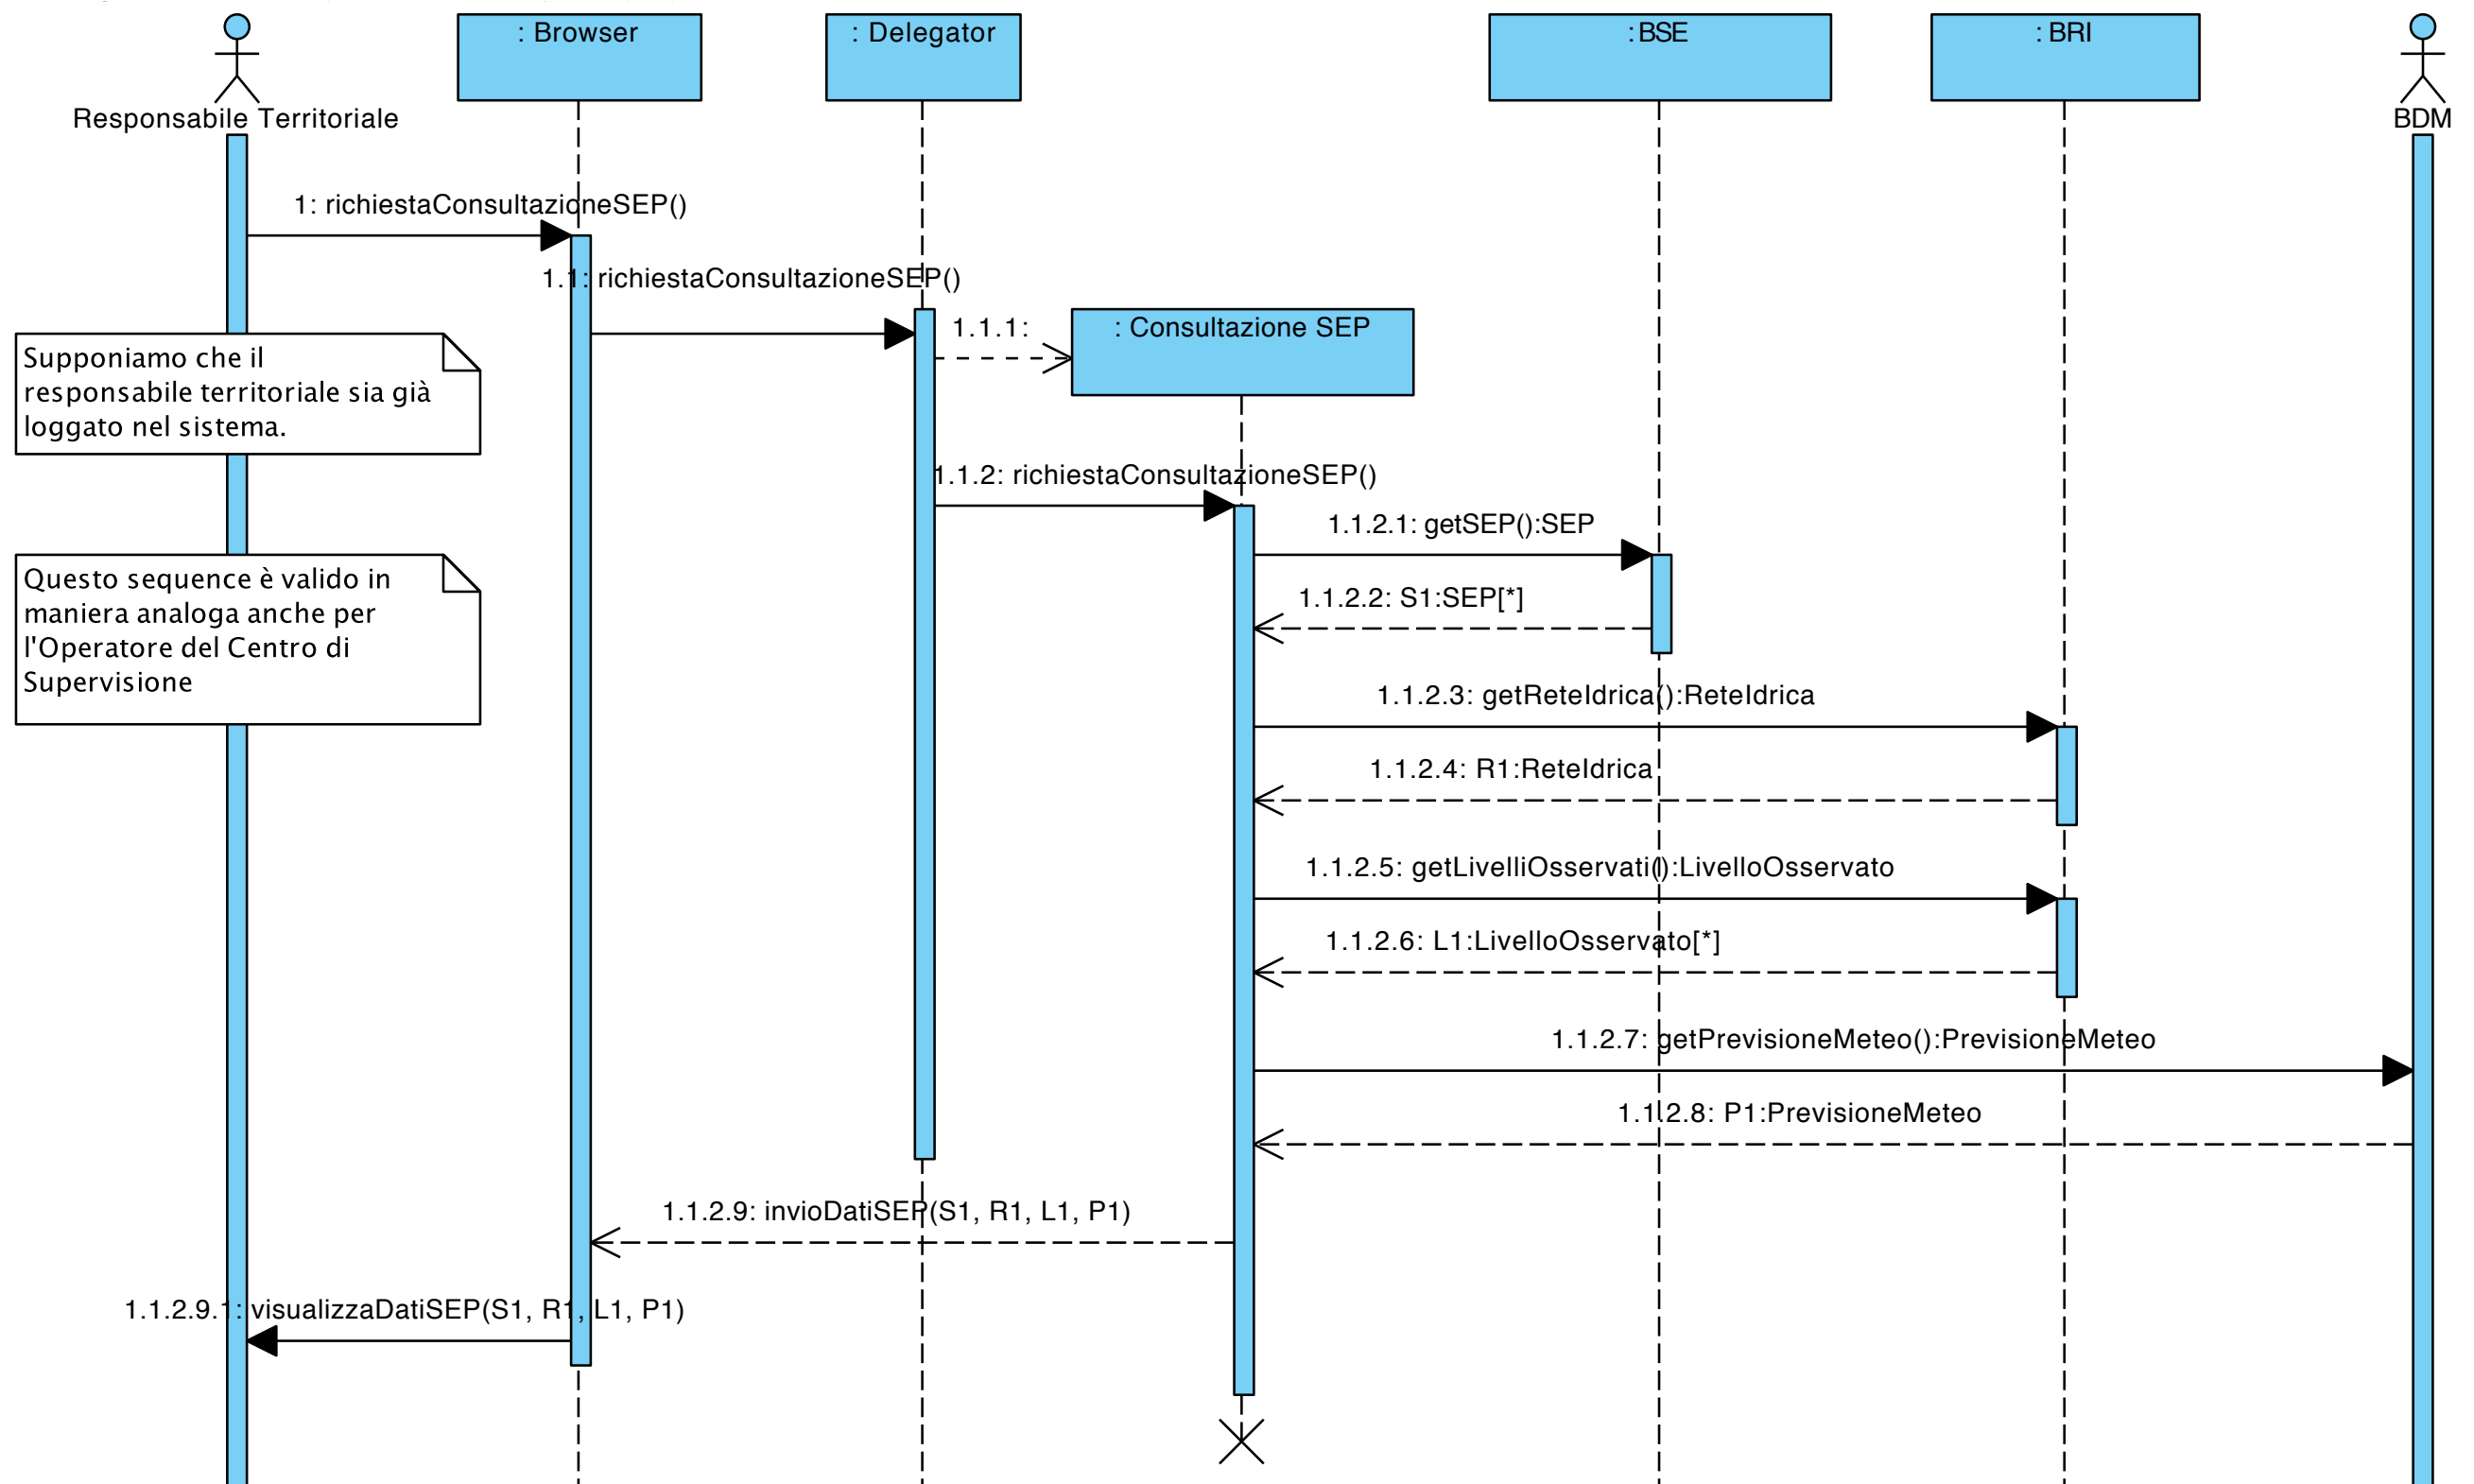 : Browser
: Delegator
: BSE
: BRI
Responsabile Territoriale
BDM
1: richiestaConsultazioneSEP()
1.1: richiestaConsultazioneSEP()
1.1.1:
: Consultazione SEP
Supponiamo che il
responsabile territoriale sia già
loggato nel sistema.
1.1.2: richiestaConsultazioneSEP()
1.1.2.1: getSEP():SEP
Questo sequence è valido in
maniera analoga anche per
l'Operatore del Centro di
Supervisione
1.1.2.2: S1:SEP[*]
1.1.2.3: getReteIdrica():ReteIdrica
1.1.2.4: R1:ReteIdrica
1.1.2.5: getLivelliOsservati():LivelloOsservato
1.1.2.6: L1:LivelloOsservato[*]
1.1.2.7: getPrevisioneMeteo():PrevisioneMeteo
1.1.2.8: P1:PrevisioneMeteo
1.1.2.9: invioDatiSEP(S1, R1, L1, P1)
1.1.2.9.1: visualizzaDatiSEP(S1, R1, L1, P1)